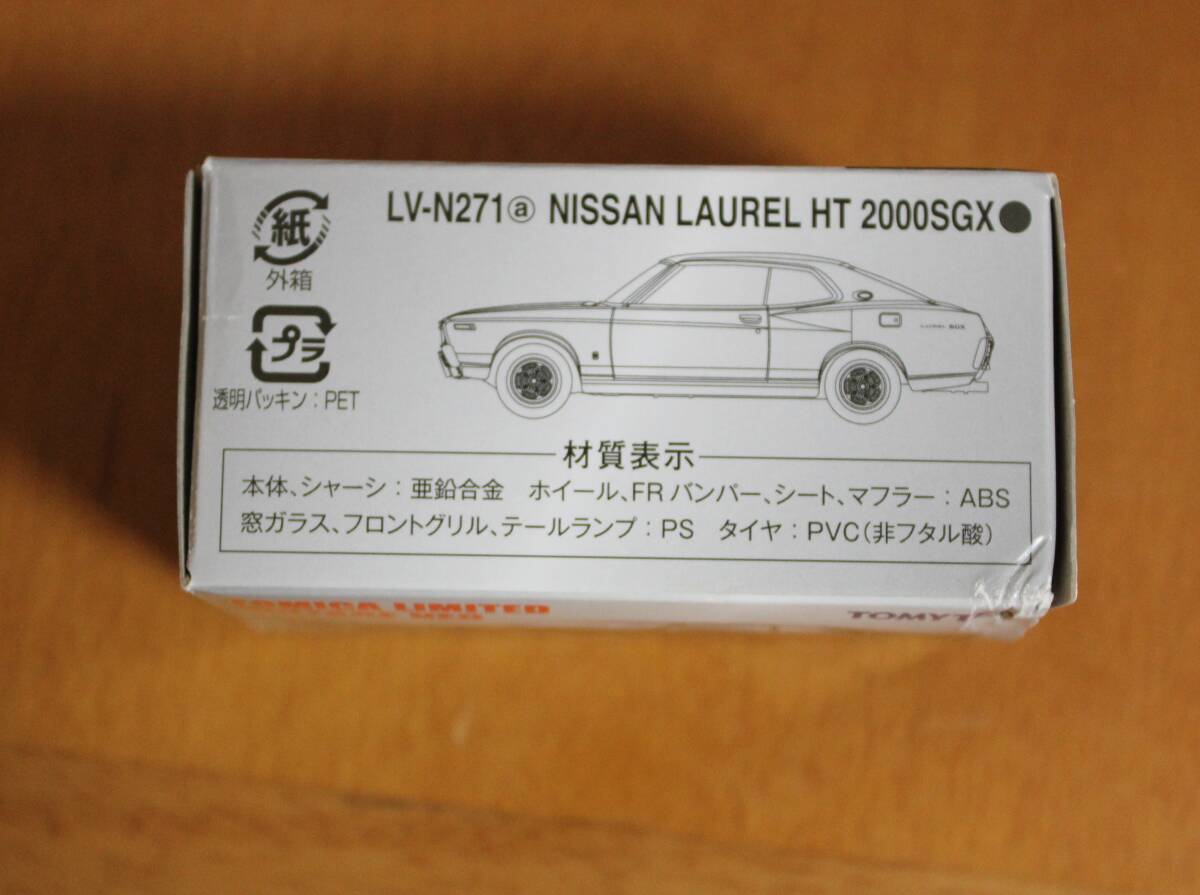 LV-N271ⓐ NISSAN LAUREL HT 2000SGX●
紙
外箱
プラ
透明パッキン：PET
LAUREL SGX
材質表示
本体、シャーシ：亜鉛合金　ホイール、FRバンパー、シート、マフラー：ABS
窓ガラス、フロントグリル、テールランプ：PS　タイヤ：PVC（非フタル酸）
TOMICA LIMITED